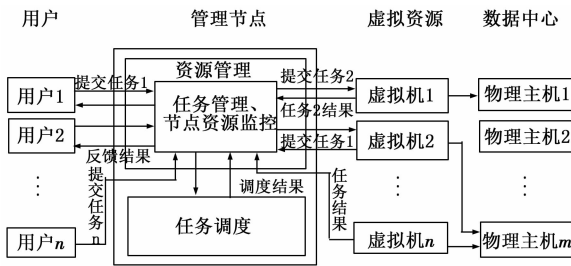 用户
管理节点
虚拟资源
数据中心
资源管理
提交任务1
提交任务2
用户1
任务管理、
节点资源监控
虚拟机1
物理主机1
任务2结果
用户2
提交任务1
虚拟机2
物理主机2
反馈结果
提交任务n
调度结果
任务结果
任务调度
用户n
虚拟机n
物理主机m